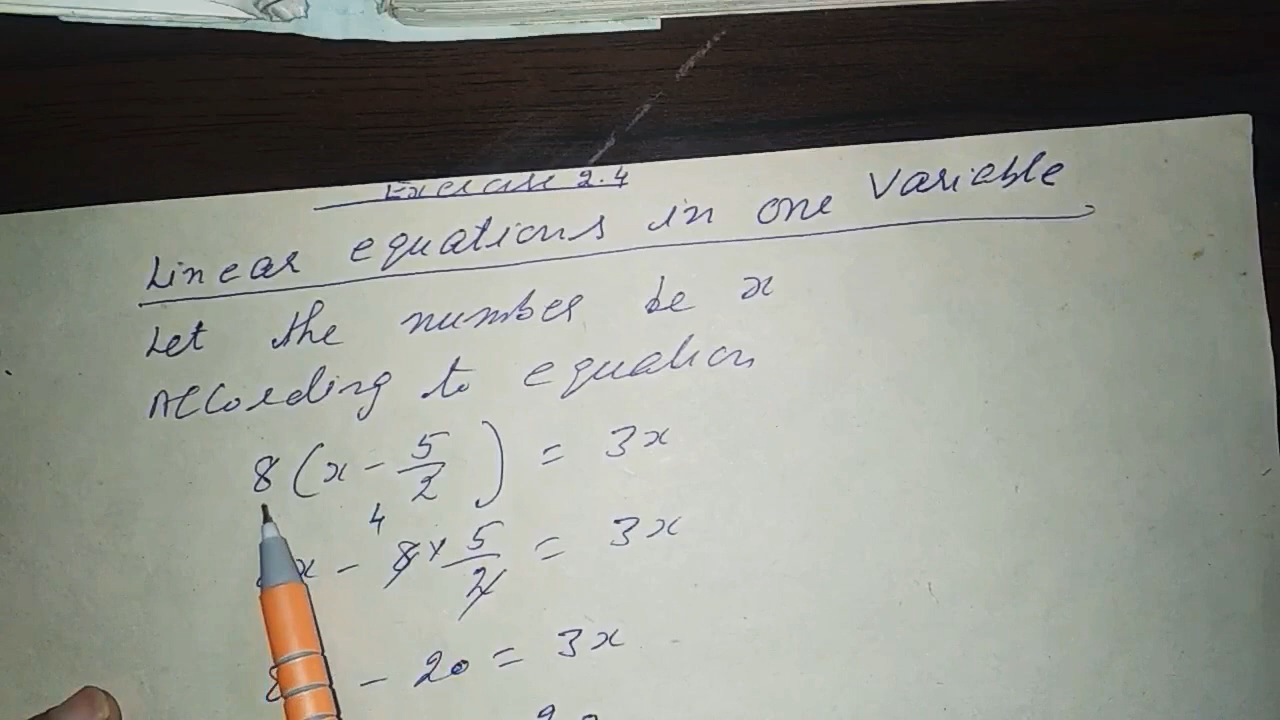 Exercise 2.4
Linear equations in one variable
Let the number be x
According to equation
8(x - 5/2) = 3x
x - 8 × 5/2 = 3x
4
- 20 = 3x